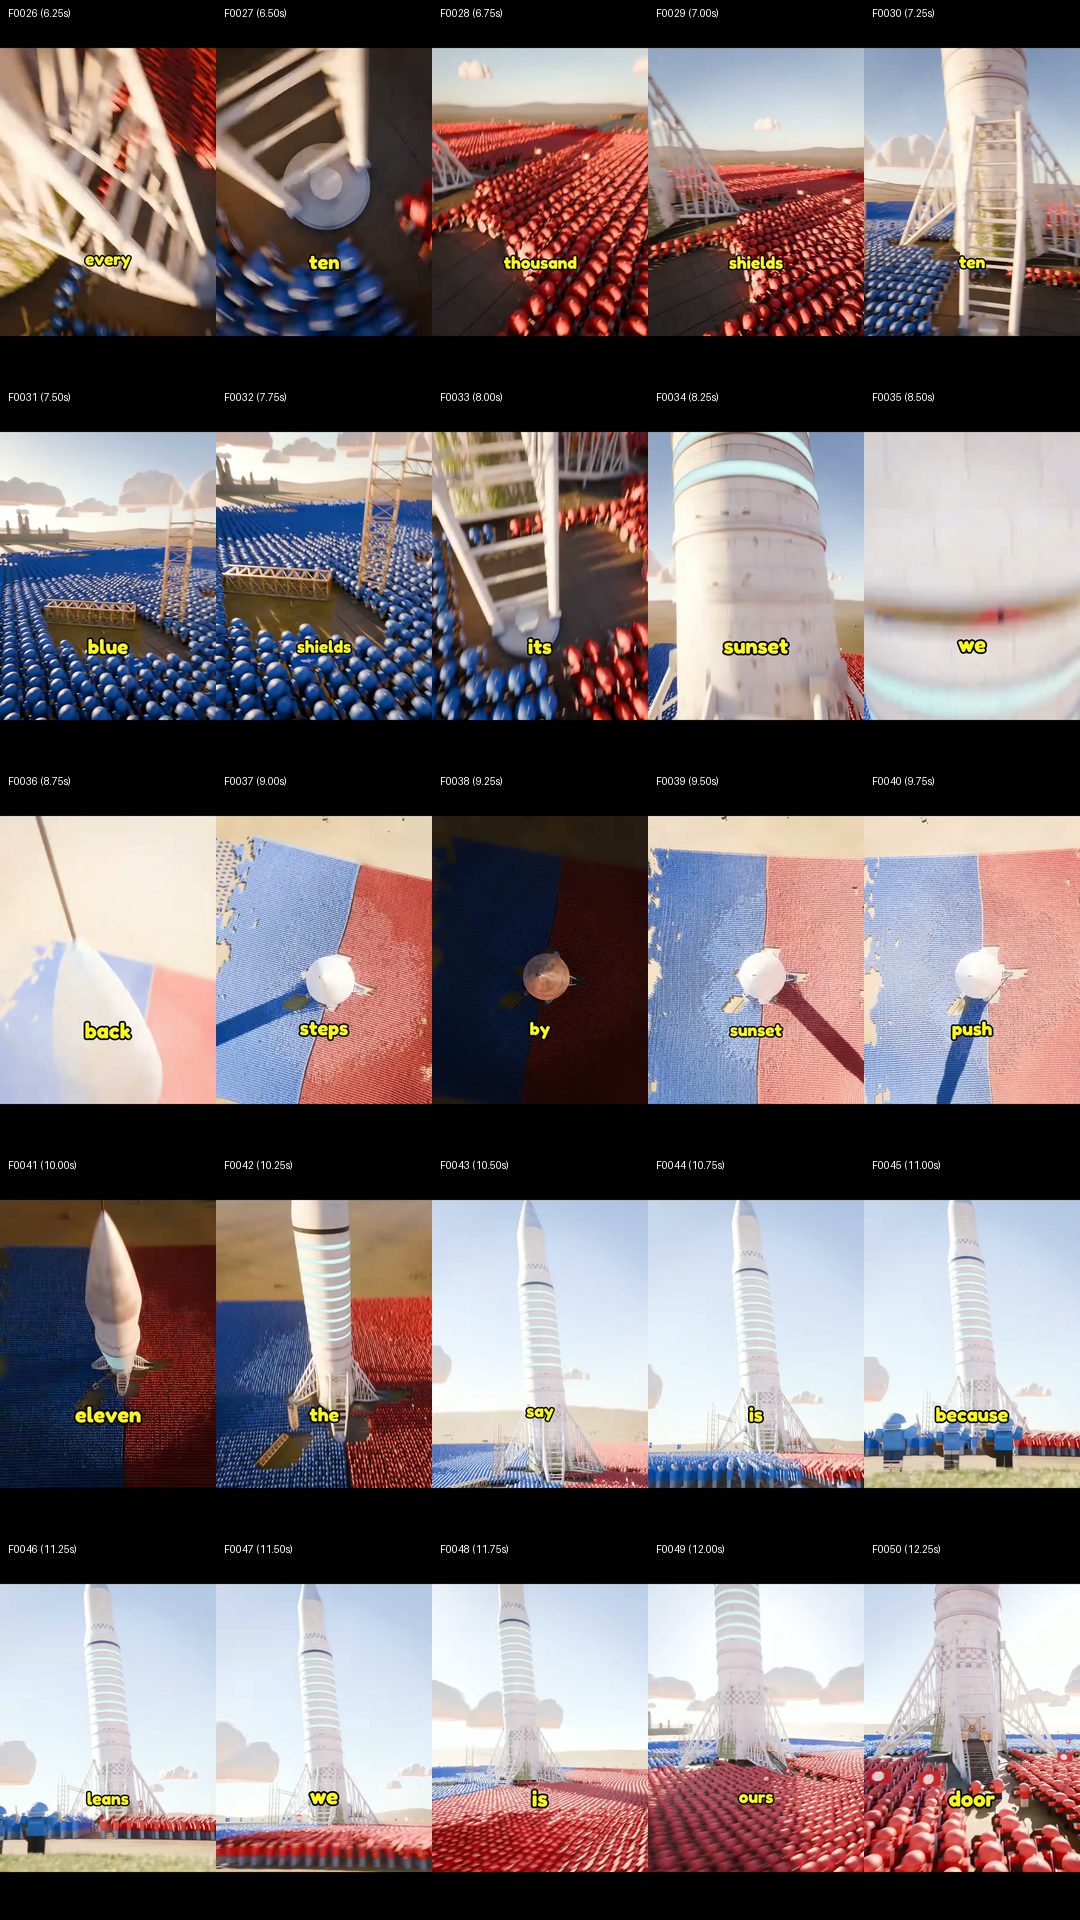 F0026 (6.25s)
F0027 (6.50s)
F0028 (6.75s)
F0029 (7.00s)
F0030 (7.25s)
every
ten
thousand
shields
ten
F0031 (7.50s)
F0032 (7.75s)
F0033 (8.00s)
F0034 (8.25s)
F0035 (8.50s)
blue
shields
its
sunset
we
F0036 (8.75s)
F0037 (9.00s)
F0038 (9.25s)
F0039 (9.50s)
F0040 (9.75s)
back
steps
by
sunset
push
F0041 (10.00s)
F0042 (10.25s)
F0043 (10.50s)
F0044 (10.75s)
F0045 (11.00s)
eleven
the
say
is
because
F0046 (11.25s)
F0047 (11.50s)
F0048 (11.75s)
F0049 (12.00s)
F0050 (12.25s)
leans
we
is
ours
door